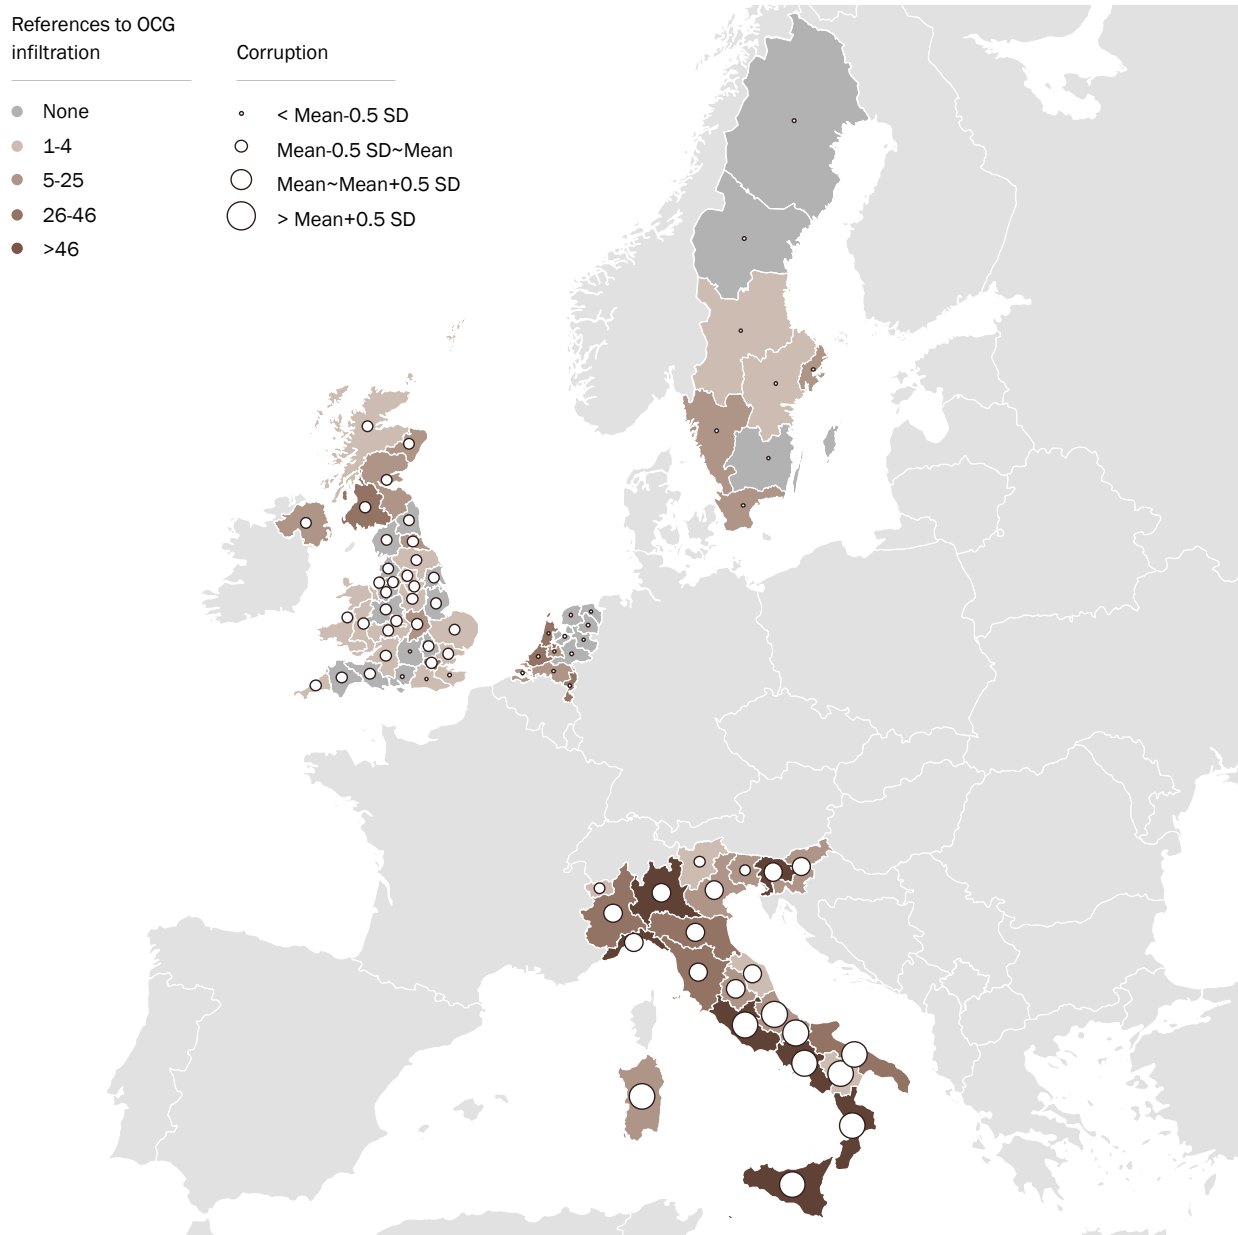 References to OCG
infiltration
None
1-4
5-25
26-46
>46
Corruption
< Mean-0.5 SD
Mean-0.5 SD~Mean
Mean~Mean+0.5 SD
> Mean+0.5 SD